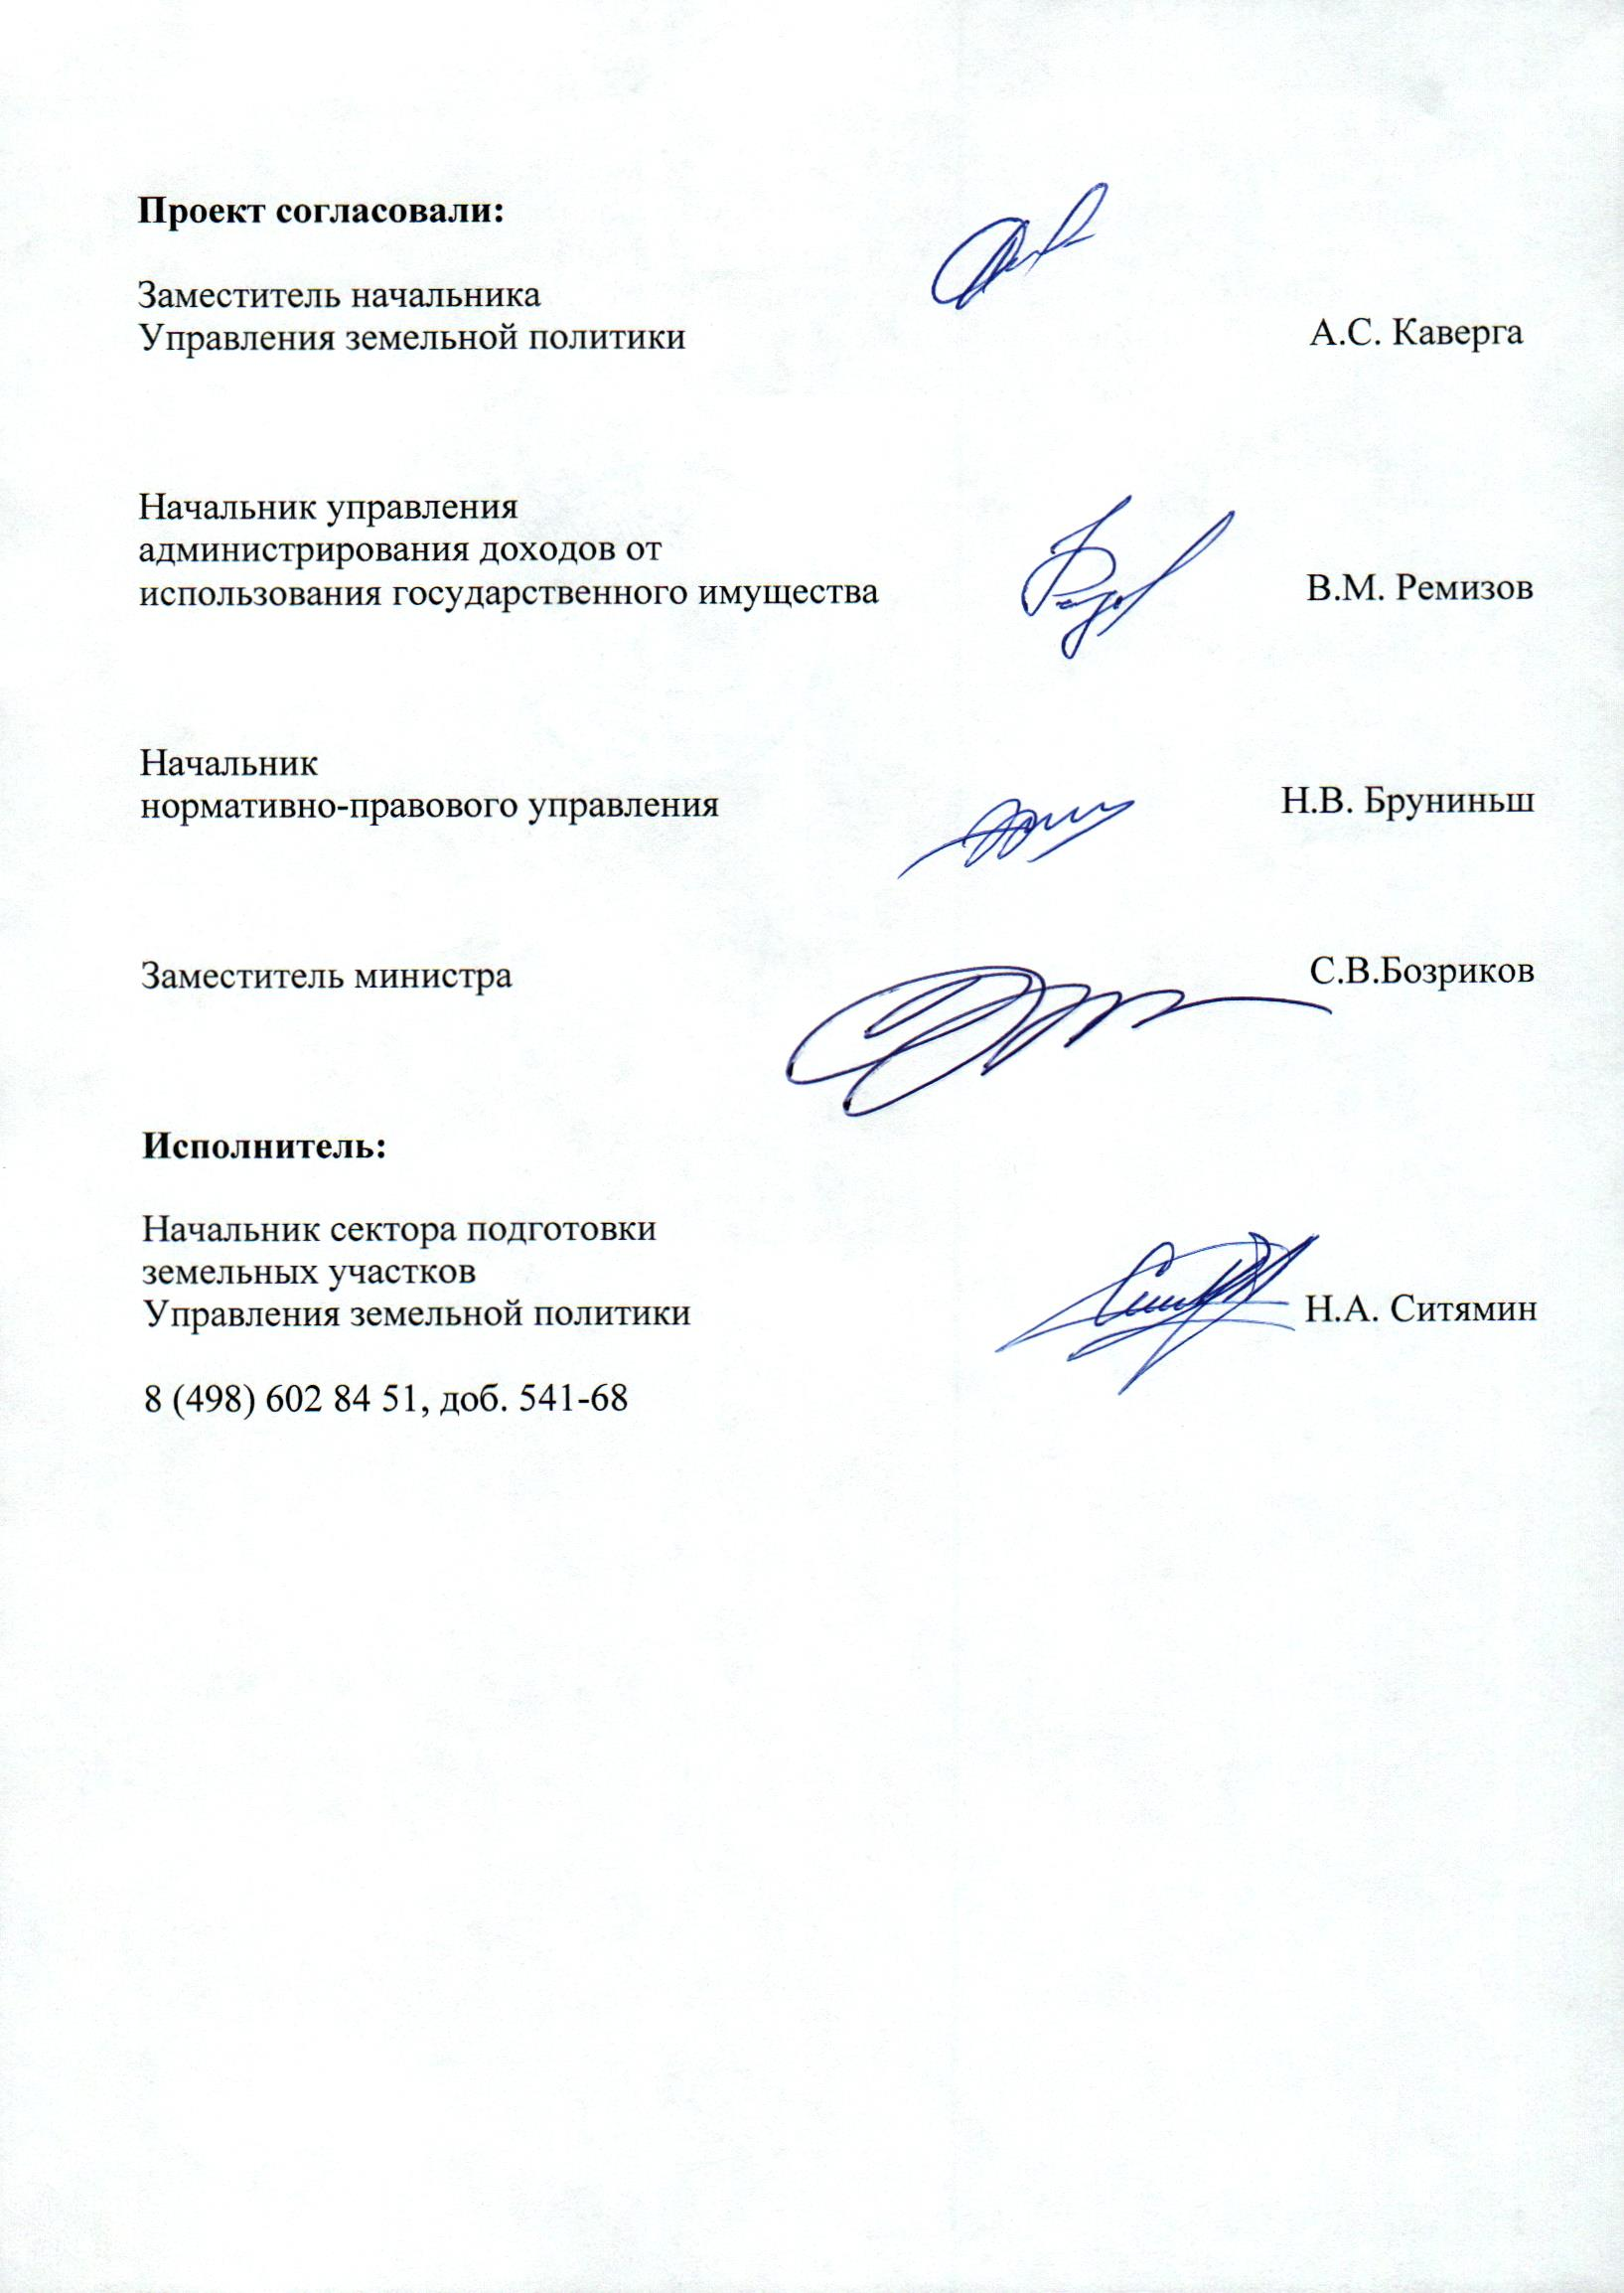 Проект согласовали:
Заместитель начальника
Управления земельной политики А.С. Каверга
Начальник управления
администрирования доходов от
использования государственного имущества В.М. Ремизов
Начальник
нормативно-правового управления Н.В. Бруниньш
Заместитель министра С.В.Бозриков
Исполнитель:
Начальник сектора подготовки
земельных участков
Управления земельной политики Н.А. Ситямин
8 (498) 602 84 51, доб. 541-68